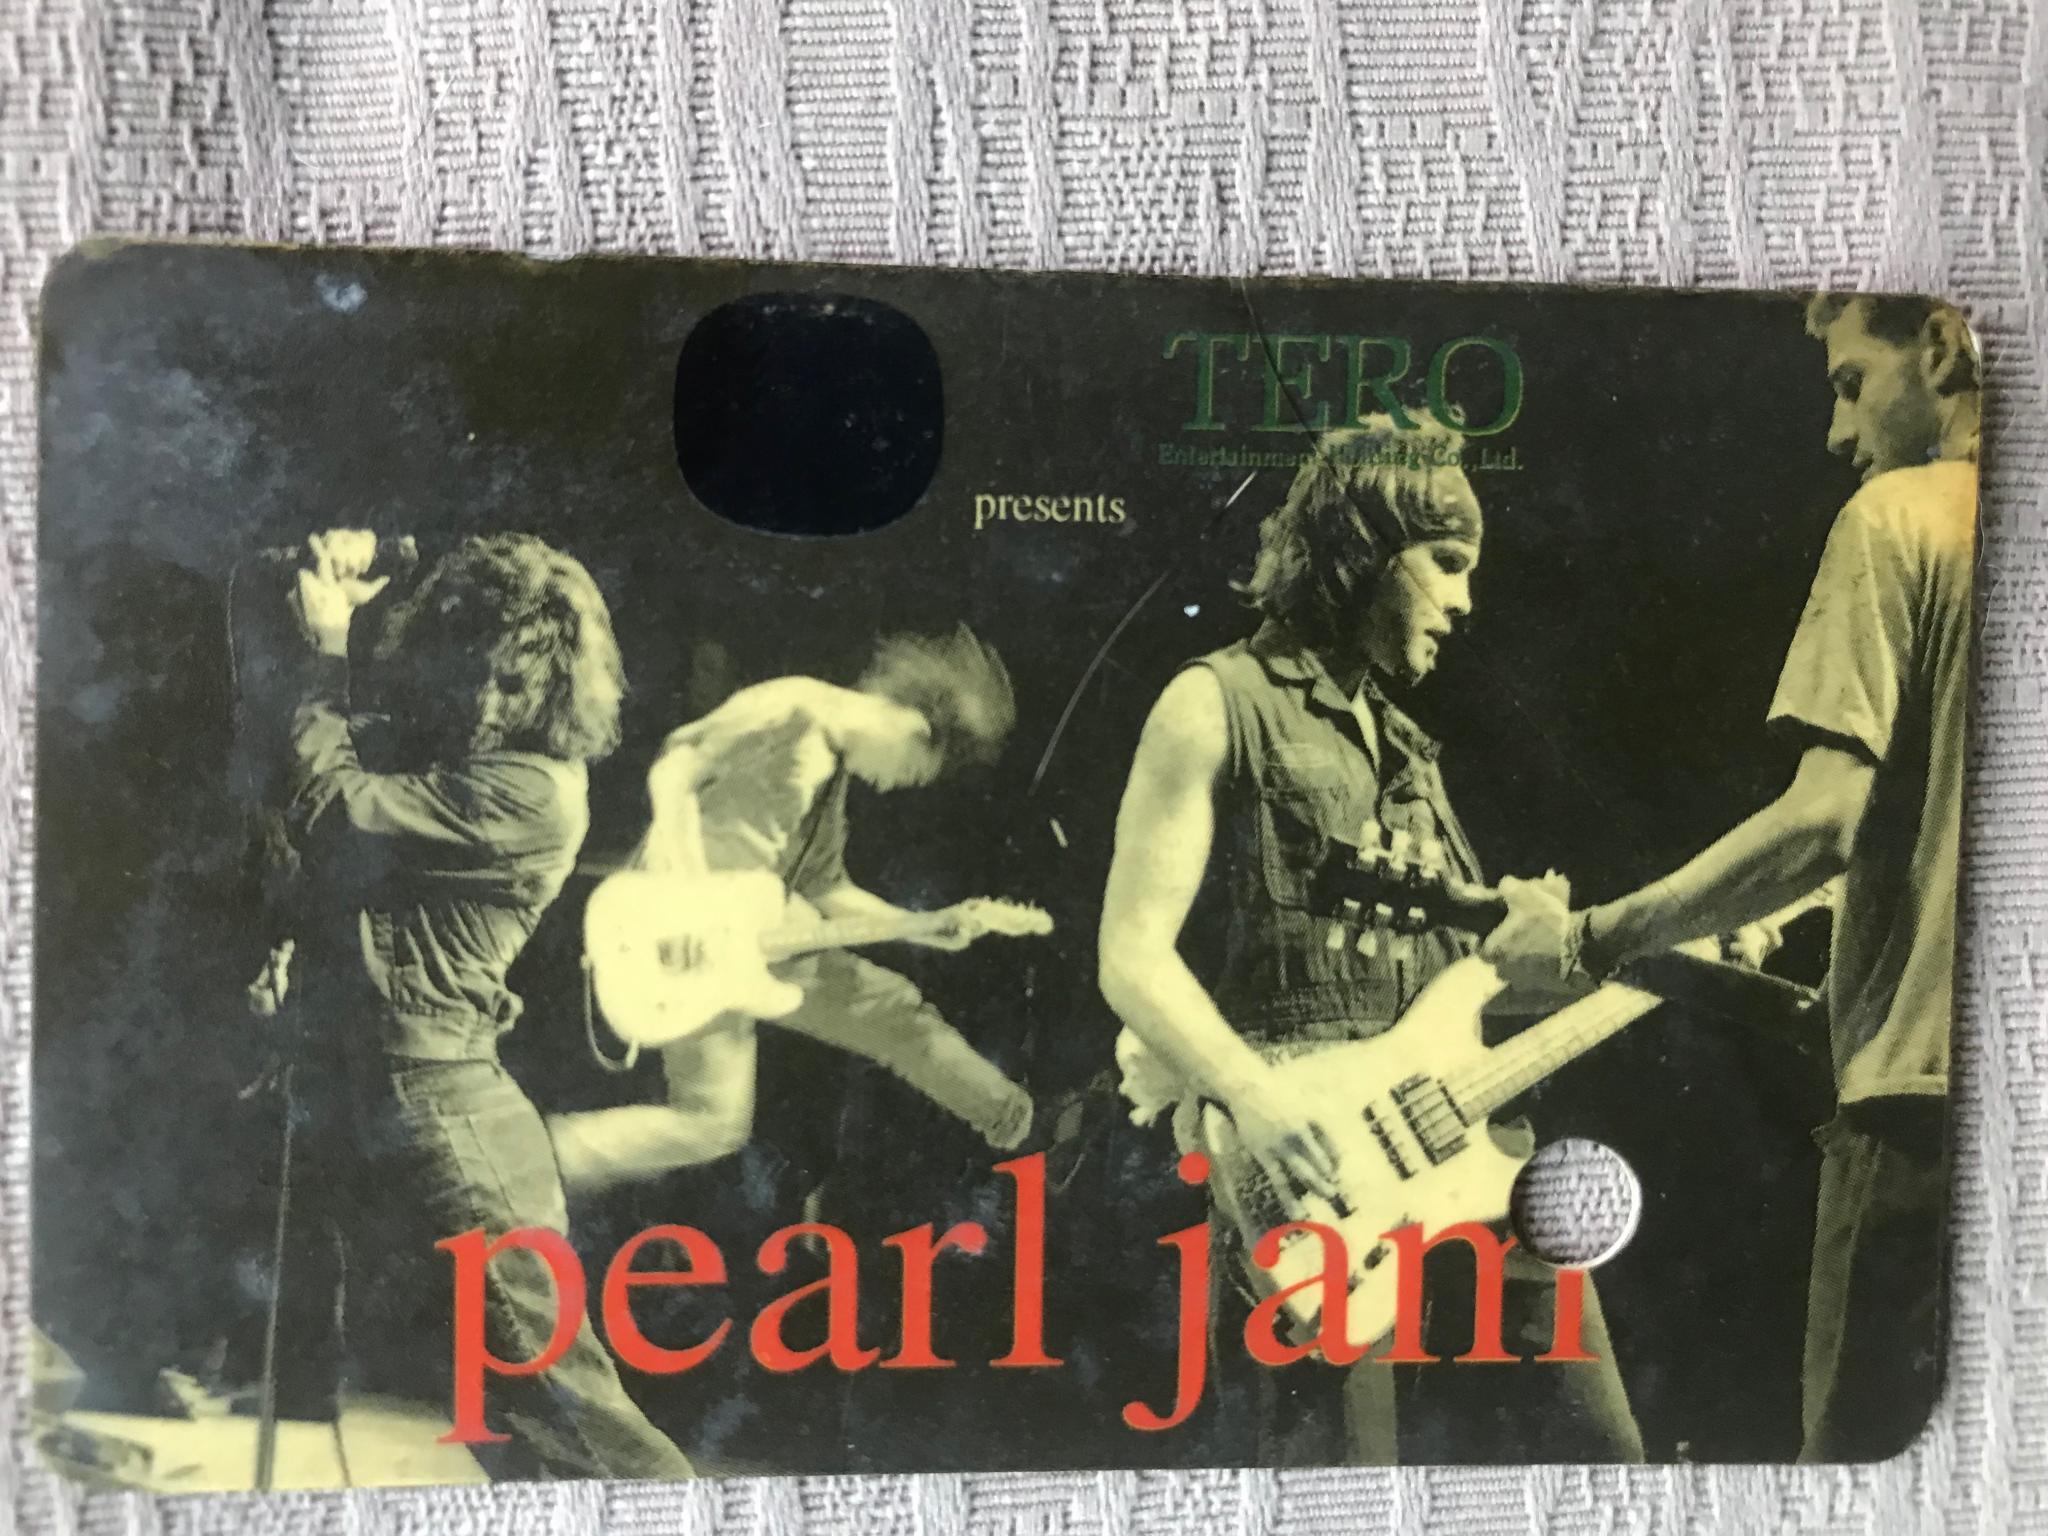 TERO
Entertainment Holding Co.,Ltd.
presents
pearl jam